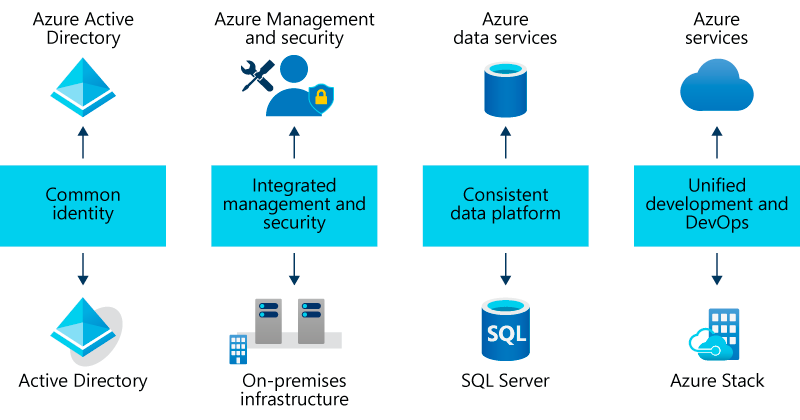 Azure Active
Directory
Azure Management
and security
Azure
data services
Azure
services
Common
identity
Integrated
management and
security
Consistent
data platform
Unified
development and
DevOps
SQL
Active Directory
On-premises
infrastructure
SQL Server
Azure Stack